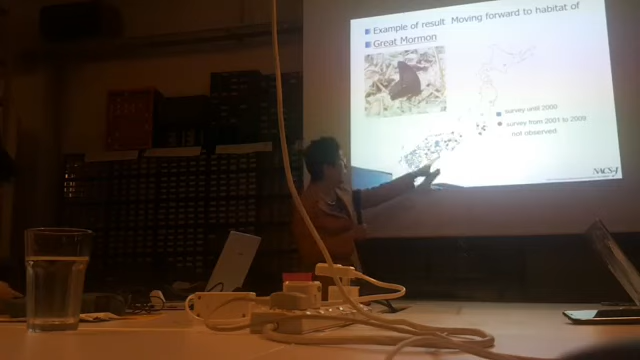 Example of result Moving forward to habitat of
Great Mormon
survey until 2000
survey from 2001 to 2009
not observed
NACS-J